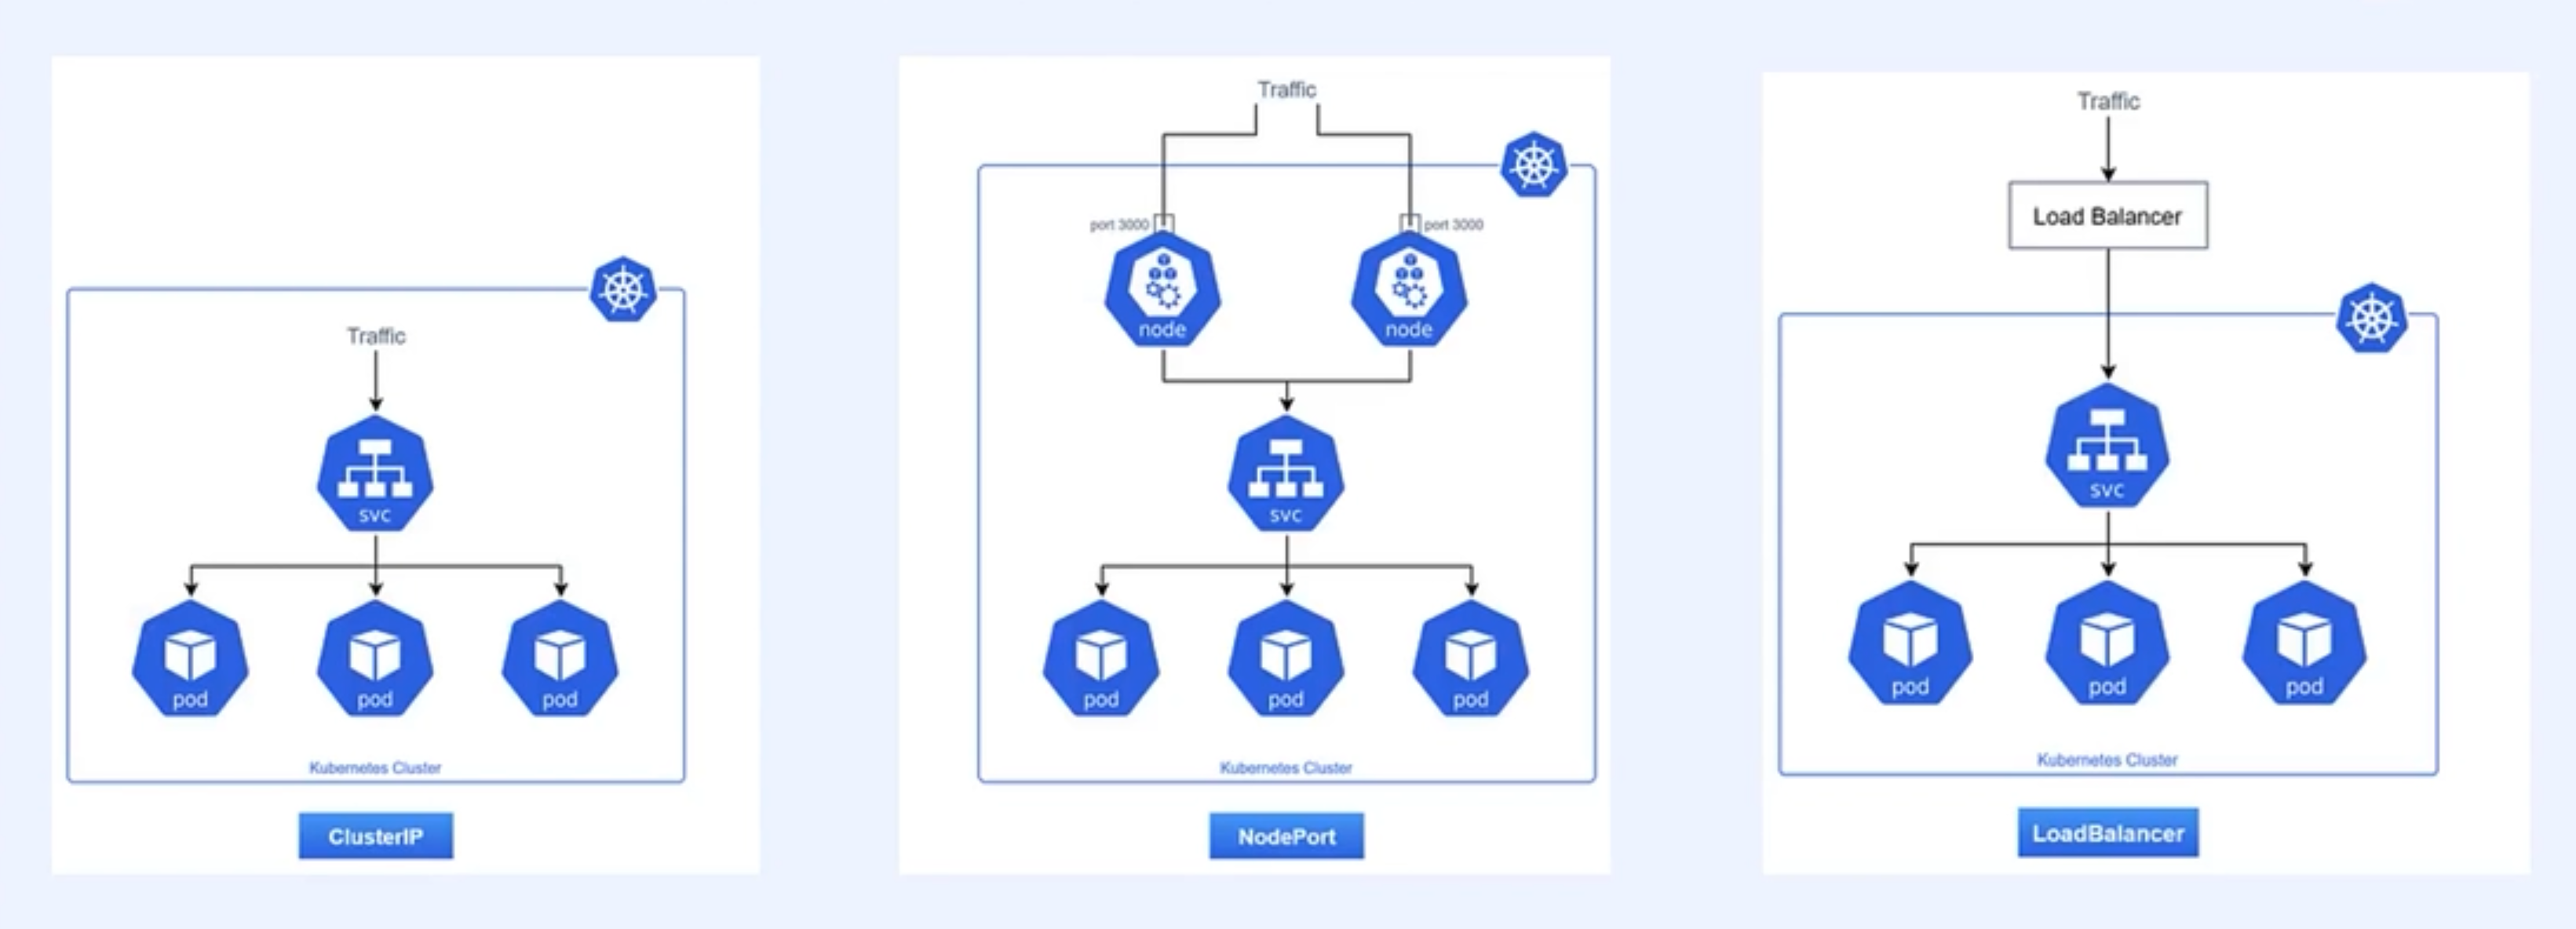 Traffic
svc
pod
pod
pod
Kubernetes Cluster
ClusterIP
Traffic
port 3000
port 3000
node
node
svc
pod
pod
pod
Kubernetes Cluster
NodePort
Traffic
Load Balancer
svc
pod
pod
pod
Kubernetes Cluster
LoadBalancer